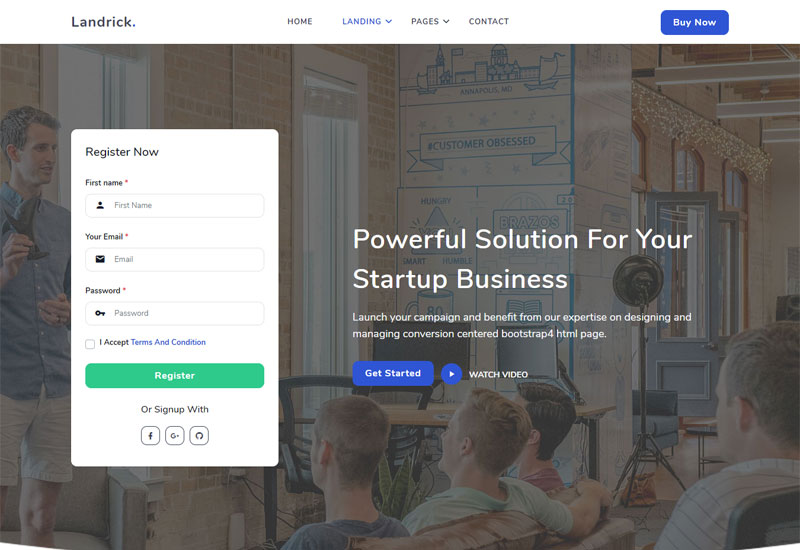 Landrick.
HOME
LANDING
PAGES
CONTACT
Buy Now
ANNAPOLIS, MD
#CUSTOMER OBSESSED
HUNGRY
BRAZOS
SMART HUMBLE
80
Register Now
First name *
First Name
Your Email *
Email
Password *
Password
I Accept Terms And Condition
Register
Or Signup With
f
G+
Powerful Solution For Your
Startup Business
Launch your campaign and benefit from our expertise on designing and
managing conversion centered bootstrap4 html page.
Get Started
WATCH VIDEO